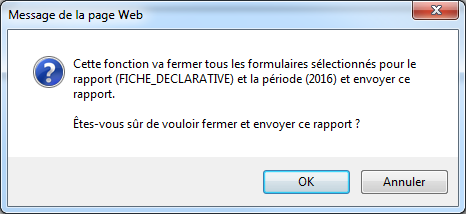 Message de la page Web
Cette fonction va fermer tous les formulaires sélectionnés pour le
rapport (FICHE_DECLARATIVE) et la période (2016) et envoyer ce
rapport.
Êtes-vous sûr de vouloir fermer et envoyer ce rapport ?
OK
Annuler